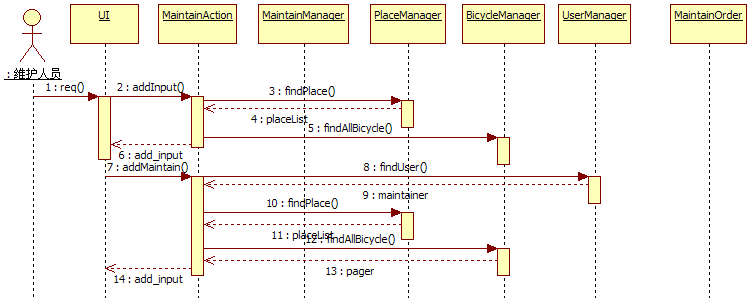 UI
MaintainAction
MaintainManager
PlaceManager
BicycleManager
UserManager
MaintainOrder
: 维护人员
1 : req()
2 : addInput()
3 : findPlace()
4 : placeList
5 : findAllBicycle()
6 : add_input
7 : addMaintain()
8 : findUser()
9 : maintainer
10 : findPlace()
11 : placeList
12 : findAllBicycle()
13 : pager
14 : add_input